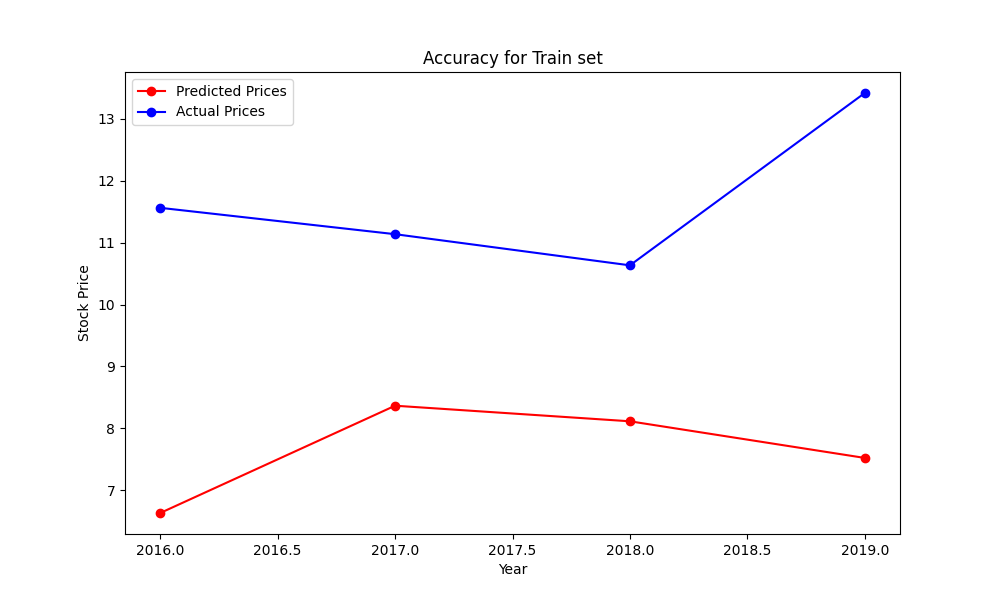 Accuracy for Train set
Predicted Prices
Actual Prices
13
12
11
10
9
8
7
Stock Price
2016.0 2016.5 2017.0 2017.5 2018.0 2018.5 2019.0
Year